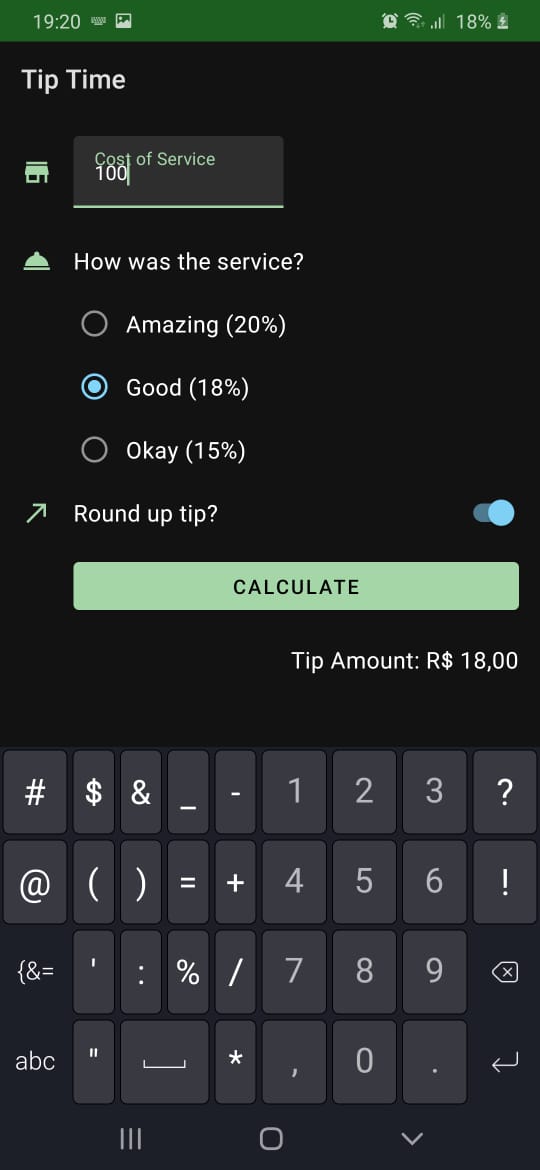 19:20 18%
Tip Time
Cost of Service
100
How was the service?
Amazing (20%)
Good (18%)
Okay (15%)
Round up tip?
CALCULATE
Tip Amount: R$ 18,00
# $ & _ - 1 2 3 ?
@ ( ) = + 4 5 6 !
{&= ' : % / 7 8 9
abc " * , 0 .